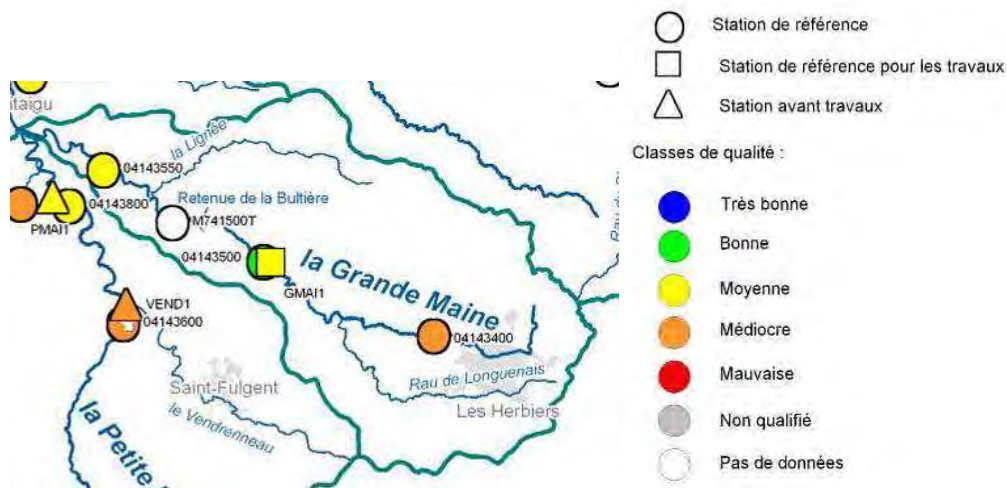 Station de référence
Station de référence pour les travaux
Station avant travaux
Classes de qualité :
Très bonne
Bonne
Moyenne
Médiocre
Mauvaise
Non qualifié
Pas de données
ntaigu
la Lignée
04143550
Retenue de la Bultière
04143800
M741500T
PMAI1
04143500
la Grande Maine
GMAI1
VEND1
04143600
04143400
Rau de Longuenais
Saint-Fulgent
Les Herbiers
le Vendrenneau
la Petite